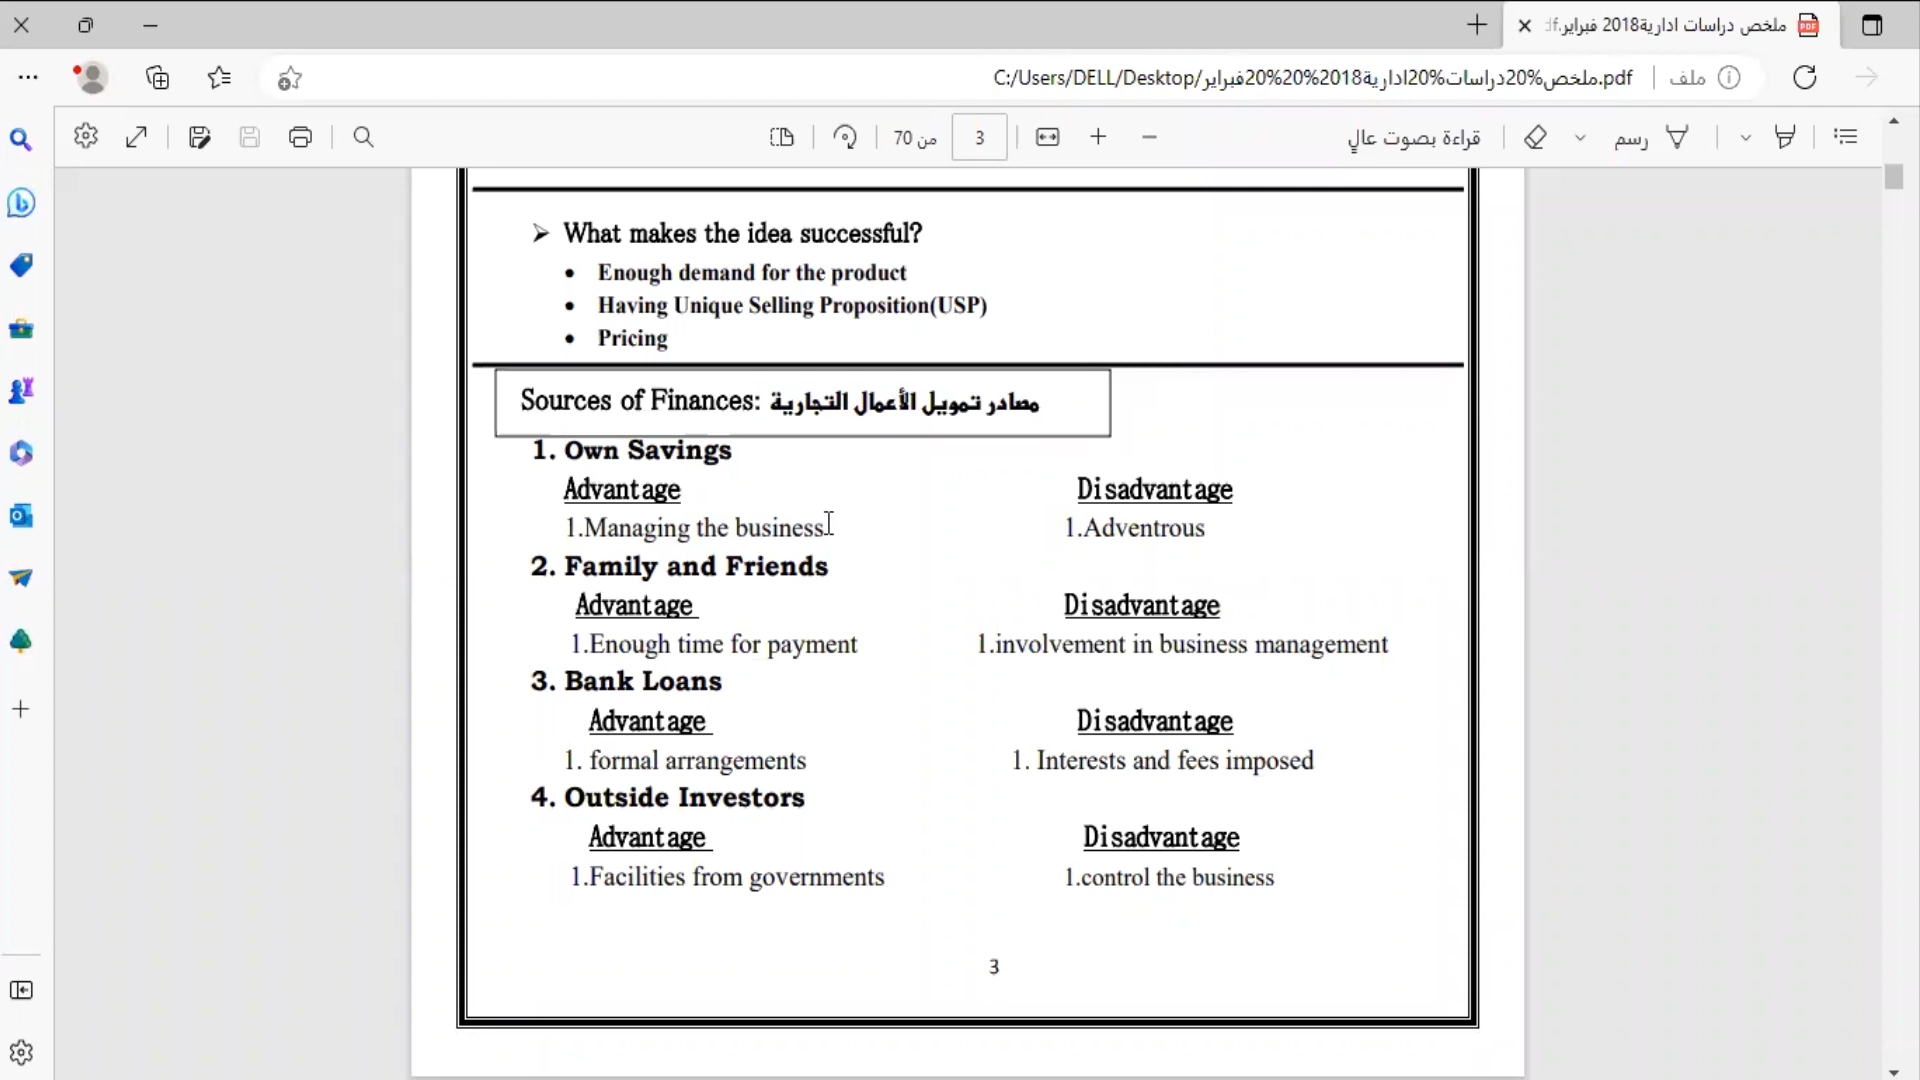 ملخص دراسات ادارية2018 فبراير.df
C:/Users/DELL/Desktop/ملخص%20دراسات%20ادارية2018%20%20فبراير.pdf
ملف
من 70
3
قراءة بصوت عالٍ
رسم
What makes the idea successful?
• Enough demand for the product
• Having Unique Selling Proposition(USP)
• Pricing
Sources of Finances: مصادر تمويل الأعمال التجارية
1. Own Savings
Advantage Disadvantage
1.Managing the business 1.Adventrous
2. Family and Friends
Advantage Disadvantage
1.Enough time for payment 1.involvement in business management
3. Bank Loans
Advantage Disadvantage
1. formal arrangements 1. Interests and fees imposed
4. Outside Investors
Advantage Disadvantage
1.Facilities from governments 1.control the business
3